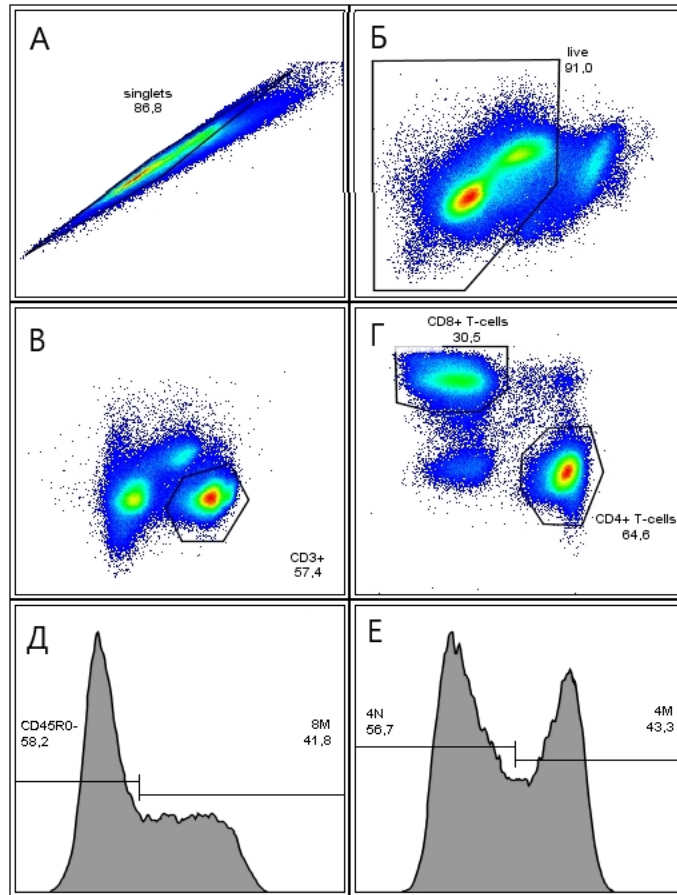 А
singlets
86,8
Б
live
91,0
В
CD3+
57,4
Г
CD8+ T-cells
30,5
CD4+ T-cells
64,6
Д
CD45R0-
58,2
8M
41,8
Е
4N
56,7
4M
43,3